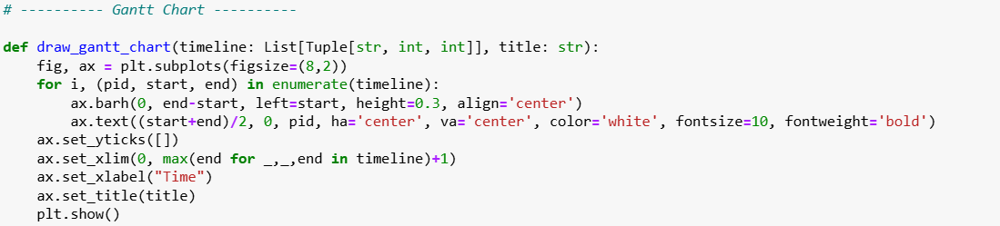 # ---------- Gantt Chart ----------
def draw_gantt_chart(timeline: List[Tuple[str, int, int]], title: str):
    fig, ax = plt.subplots(figsize=(8,2))
    for i, (pid, start, end) in enumerate(timeline):
        ax.barh(0, end-start, left=start, height=0.3, align='center')
        ax.text((start+end)/2, 0, pid, ha='center', va='center', color='white', fontsize=10, fontweight='bold')
    ax.set_yticks([])
    ax.set_xlim(0, max(end for _,_,end in timeline)+1)
    ax.set_xlabel("Time")
    ax.set_title(title)
    plt.show()